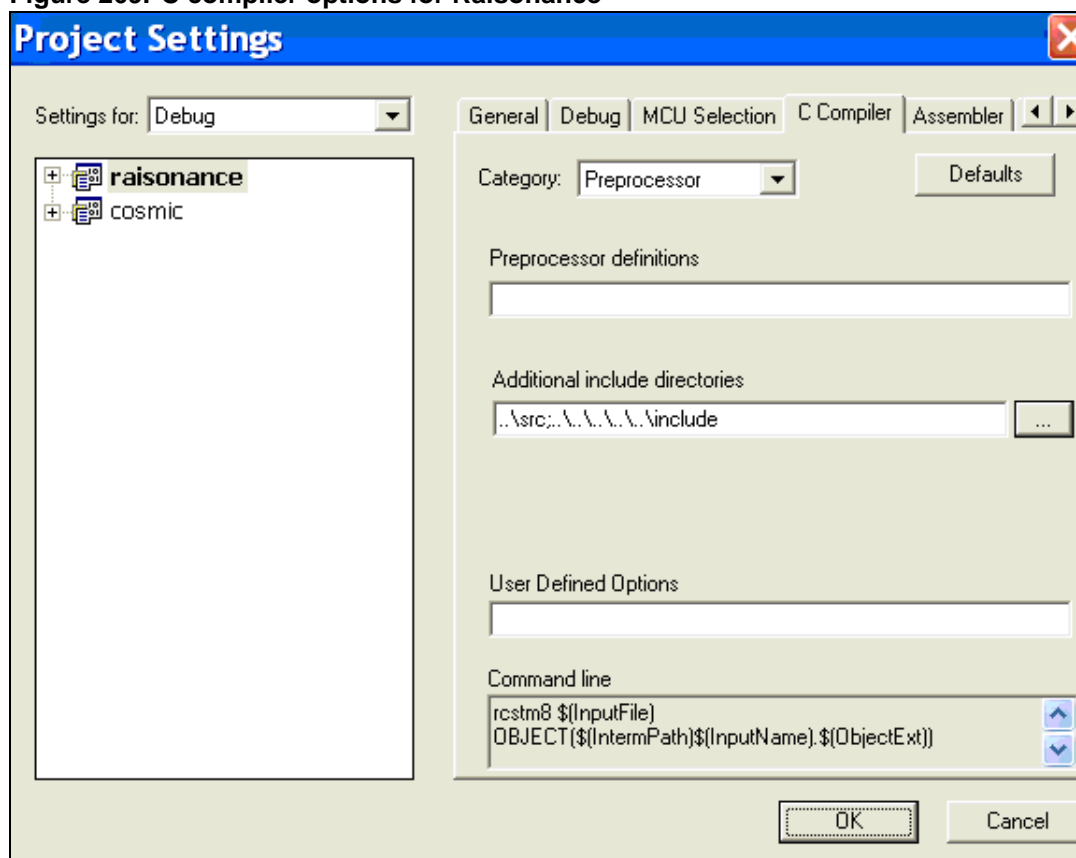 Project Settings
Settings for: Debug
General Debug MCU Selection C Compiler Assembler
raisonance
cosmic
Category: Preprocessor Defaults
Preprocessor definitions
Additional include directories
..\src;..\..\..\..\..\include ...
User Defined Options
Command line
rcstm8 $(InputFile)
OBJECT($(IntermPath)$(InputName).$(ObjectExt))
OK Cancel